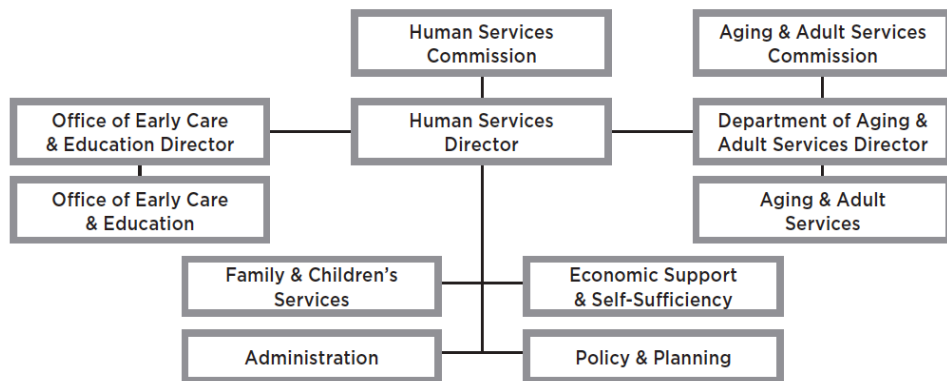 Human Services
Commission
Aging & Adult Services
Commission
Office of Early Care
& Education Director
Human Services
Director
Department of Aging &
Adult Services Director
Office of Early Care
& Education
Aging & Adult
Services
Family & Children’s
Services
Economic Support
& Self-Sufficiency
Administration
Policy & Planning